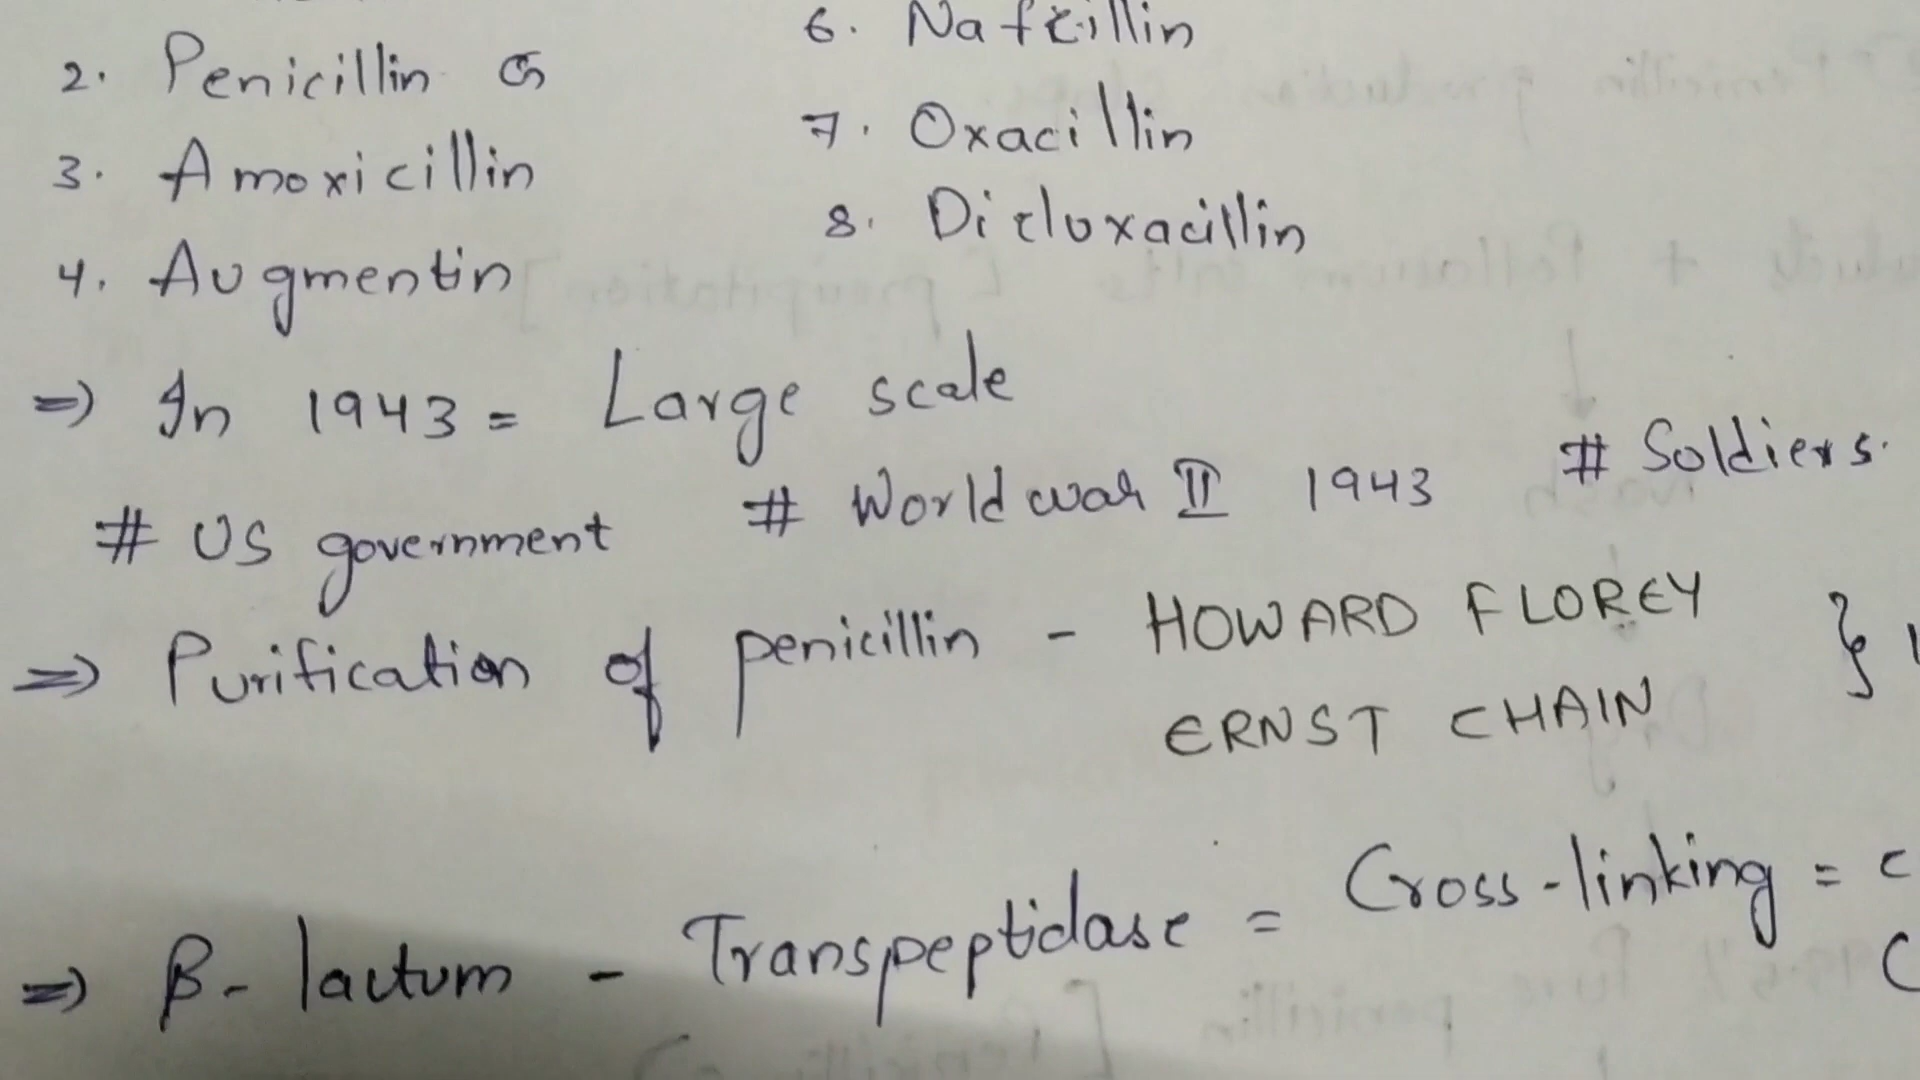 2. Penicillin G
3. Amoxicillin
4. Augmentin
6. Nafcillin
7. Oxacillin
8. Dicloxacillin
=> In 1943 = Large scale
# US government # World war II 1943 # Soldiers.
=> Purification of penicillin - HOWARD FLOREY
ERNST CHAIN }
=> β- lactum - Transpeptidase = Cross-linking =